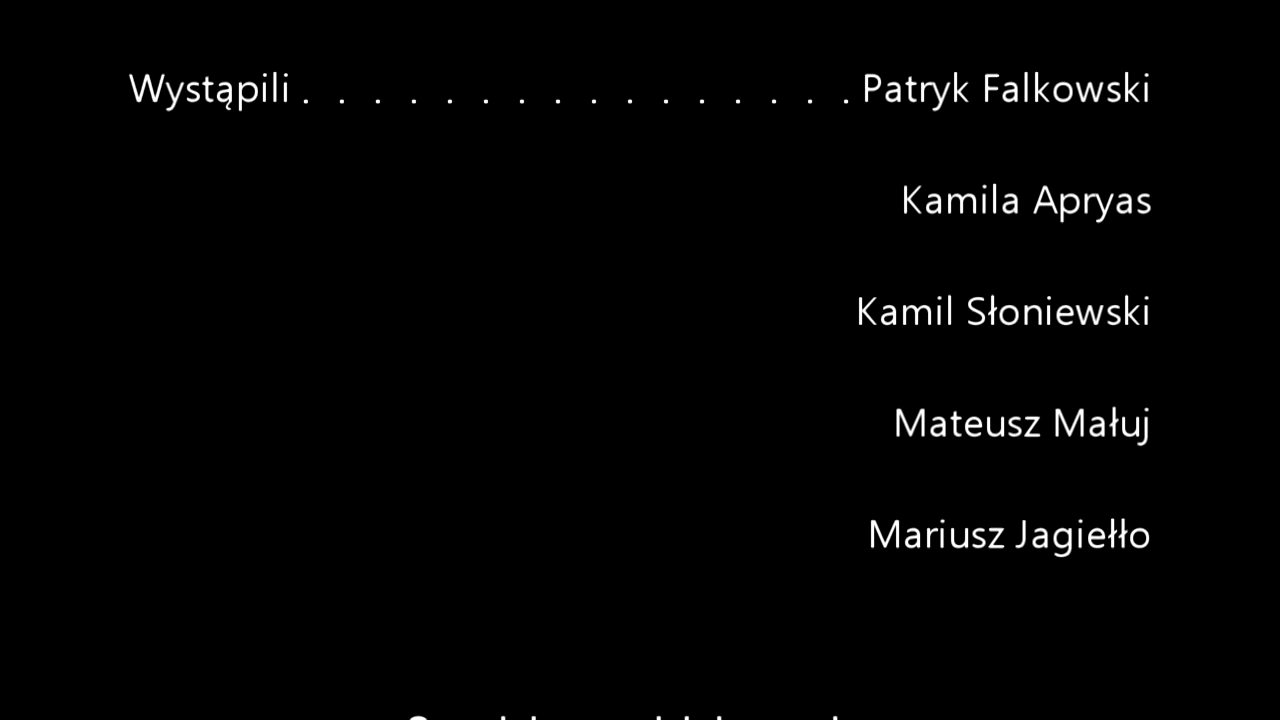 Wystąpili . . . . . . . . . . . . . . . . Patryk Falkowski
Kamila Apryas
Kamil Słoniewski
Mateusz Małuj
Mariusz Jagiełło